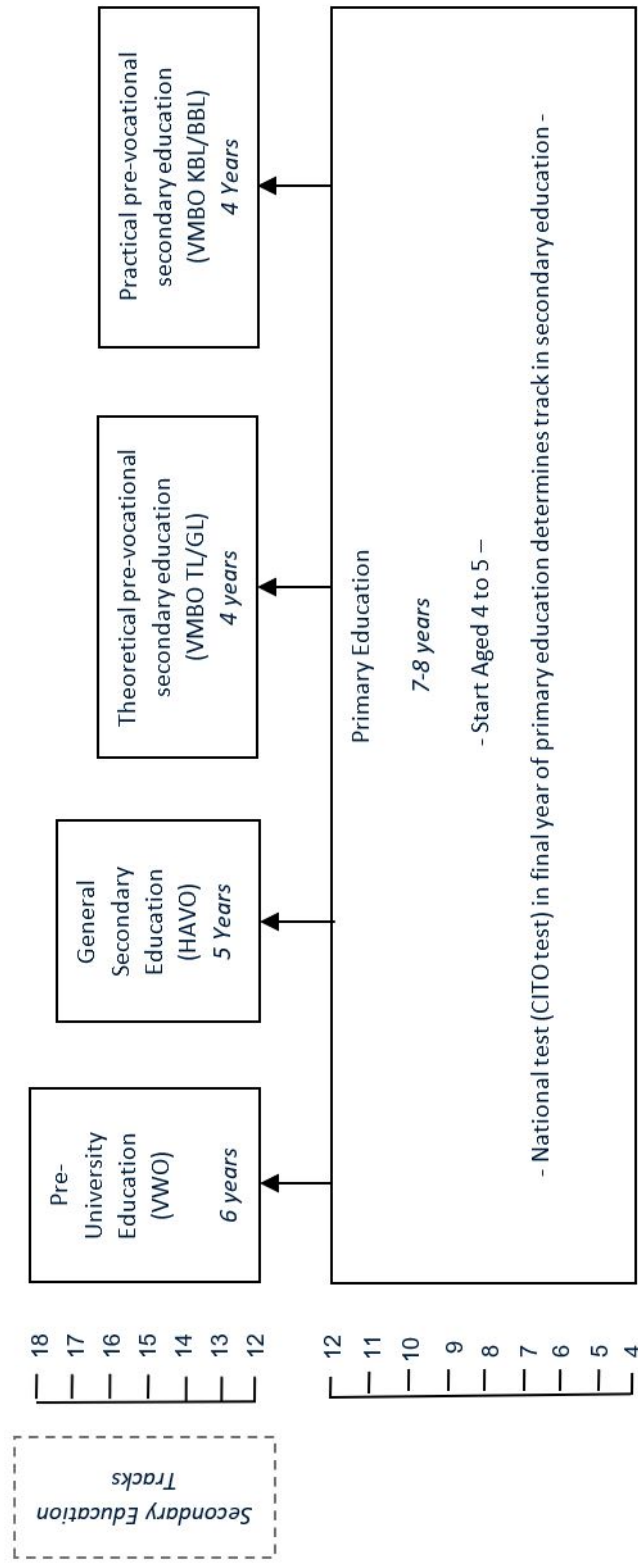 Secondary Education
Tracks
18
17
16
15
14
13
12
Pre-
University
Education
(VWO)
6 years
General
Secondary
Education
(HAVO)
5 Years
Theoretical pre-vocational
secondary education
(VMBO TL/GL)
4 years
Practical pre-vocational
secondary education
(VMBO KBL/BBL)
4 Years
12
11
10
9
8
7
6
5
4
Primary Education
7-8 years
- Start Aged 4 to 5 –
- National test (CITO test) in final year of primary education determines track in secondary education -